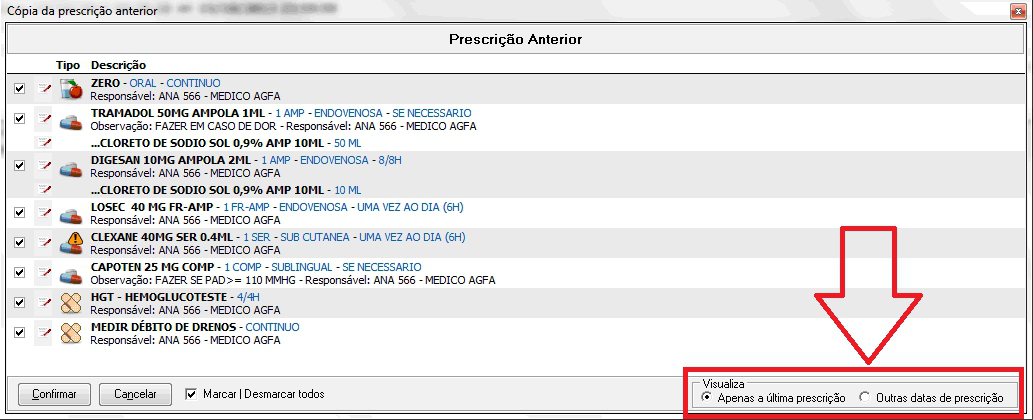 Cópia da prescrição anterior
Prescrição Anterior
Tipo Descrição
ZERO - ORAL - CONTINUO
Responsável: ANA 566 - MEDICO AGFA
TRAMADOL 50MG AMPOLA 1ML - 1 AMP - ENDOVENOSA - SE NECESSARIO
Observação: FAZER EM CASO DE DOR - Responsável: ANA 566 - MEDICO AGFA
...CLORETO DE SODIO SOL 0,9% AMP 10ML - 50 ML
DIGESAN 10MG AMPOLA 2ML - 1 AMP - ENDOVENOSA - 8/8H
Responsável: ANA 566 - MEDICO AGFA
...CLORETO DE SODIO SOL 0,9% AMP 10ML - 10 ML
LOSEC 40 MG FR-AMP - 1 FR-AMP - ENDOVENOSA - UMA VEZ AO DIA (6H)
Responsável: ANA 566 - MEDICO AGFA
CLEXANE 40MG SER 0.4ML - 1 SER - SUB CUTANEA - UMA VEZ AO DIA (6H)
Responsável: ANA 566 - MEDICO AGFA
CAPOTEN 25 MG COMP - 1 COMP - SUBLINGUAL - SE NECESSARIO
Observação: FAZER SE PAD>= 110 MMHG - Responsável: ANA 566 - MEDICO AGFA
HGT - HEMOGLUCOTESTE - 4/4H
Responsável: ANA 566 - MEDICO AGFA
MEDIR DÉBITO DE DRENOS - CONTINUO
Responsável: ANA 566 - MEDICO AGFA
Visualiza
Confirmar Cancelar Marcar | Desmarcar todos Apenas a última prescrição Outras datas de prescrição